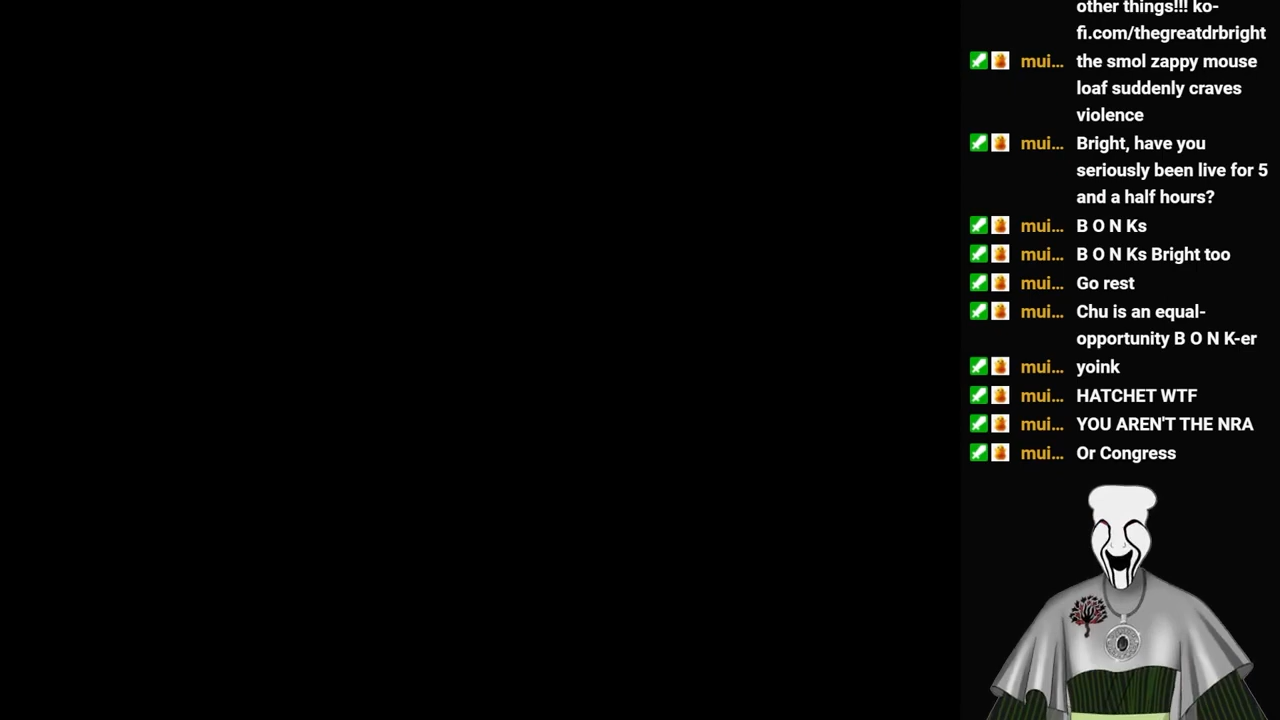 other things!!! ko-
fi.com/thegreatdrbright
mui... the smol zappy mouse
loaf suddenly craves
violence
mui... Bright, have you
seriously been live for 5
and a half hours?
mui... B O N Ks
mui... B O N Ks Bright too
mui... Go rest
mui... Chu is an equal-
opportunity B O N K-er
mui... yoink
mui... HATCHET WTF
mui... YOU AREN'T THE NRA
mui... Or Congress